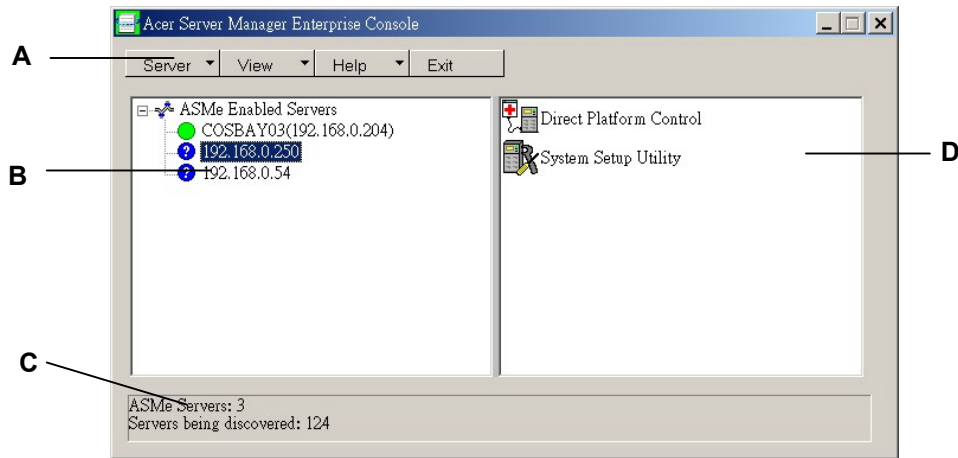 Acer Server Manager Enterprise Console
A
Server View Help Exit
ASMe Enabled Servers
COSBAY03(192.168.0.204)
192.168.0.250
192.168.0.54
B
Direct Platform Control
System Setup Utility
D
C
ASMe Servers: 3
Servers being discovered: 124